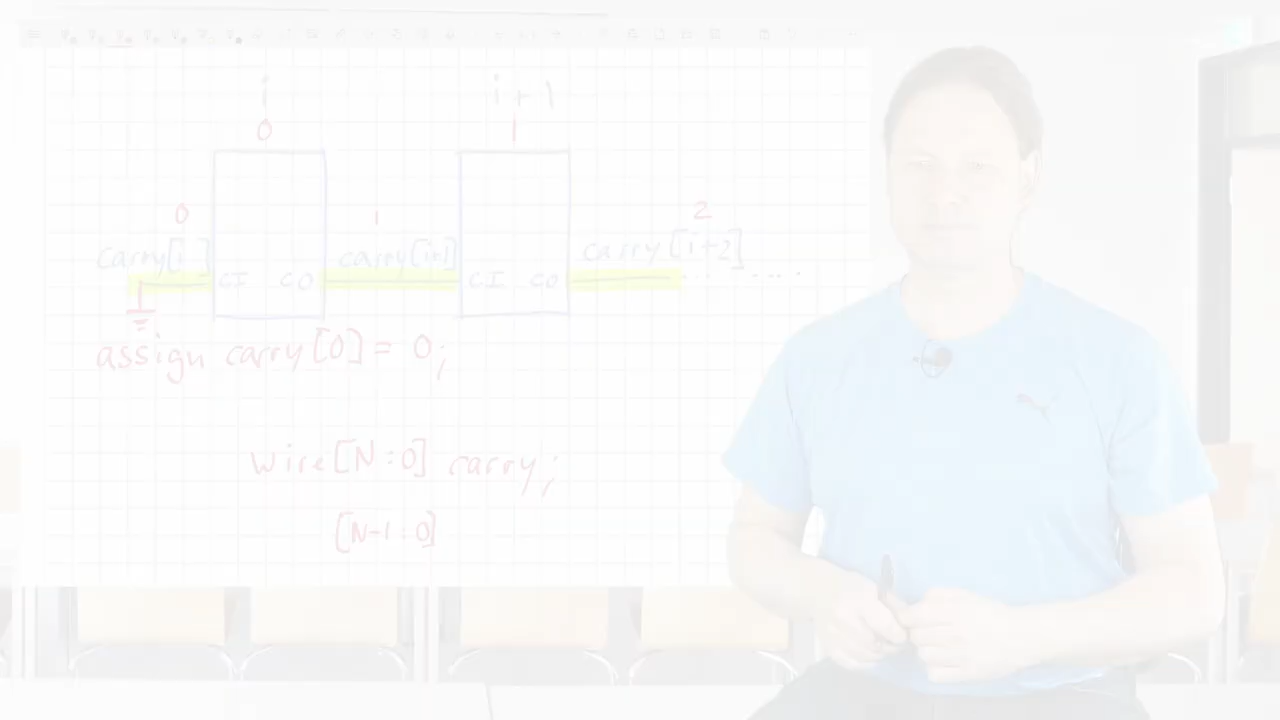 i i+1
0 1
0 1 2
carry[i ] carry[i+1] carry[i+2]
CI CO CI CO ... ....
assign carry[0] = 0;
wire[N:0] carry;
[N-1:0]